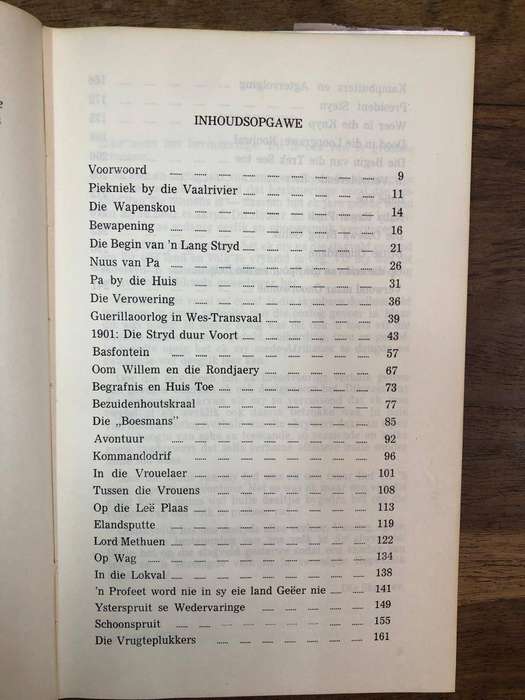 INHOUDSOPGAWE
Voorwoord 9
Piekniek by die Vaalrivier 11
Die Wapenskou 14
Bewapening 16
Die Begin van 'n Lang Stryd 21
Nuus van Pa 26
Pa by die Huis 31
Die Verowering 36
Guerillaoorlog in Wes-Transvaal 39
1901: Die Stryd duur Voort 43
Basfontein 57
Oom Willem en die Rondjaery 67
Begrafnis en Huis Toe 73
Bezuidenhoutskraal 77
Die „Boesmans" 85
Avontuur 92
Kommandodrif 96
In die Vrouelaer 101
Tussen die Vrouens 108
Op die Leë Plaas 113
Elandsputte 119
Lord Methuen 122
Op Wag 134
In die Lokval 138
'n Profeet word nie in sy eie land Geëer nie 141
Ysterspruit se Wedervaringe 149
Schoonspruit 155
Die Vrugteplukkers 161